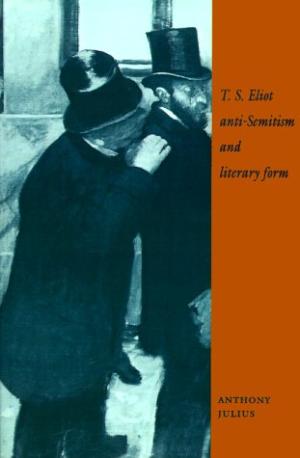 T. S. Eliot
anti-Semitism
and
literary form
ANTHONY
JULIUS